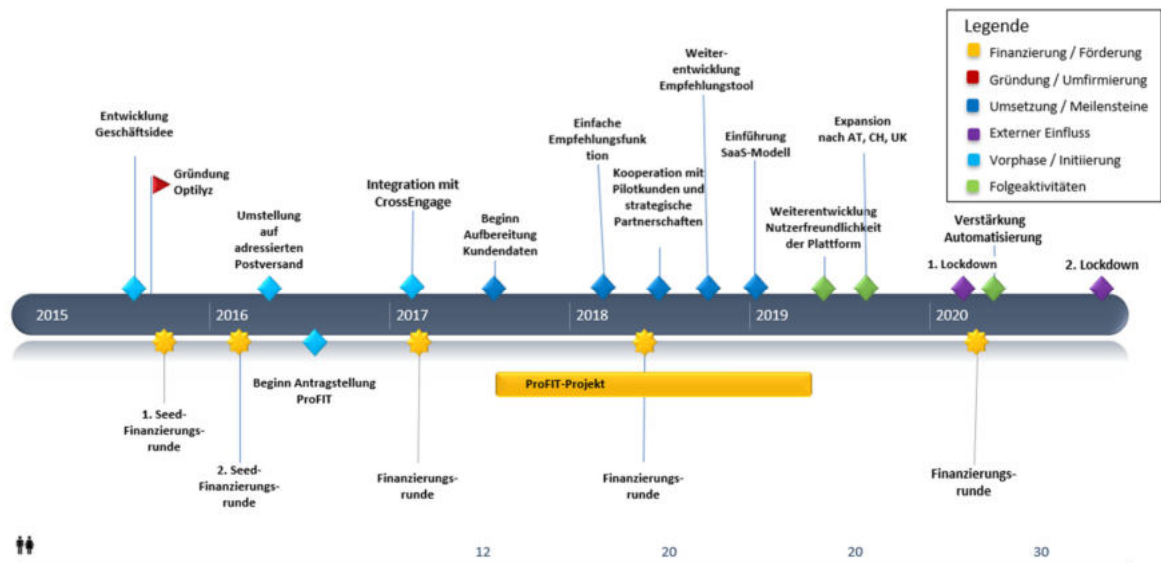 Legende
Finanzierung / Förderung
Gründung / Umfirmierung
Umsetzung / Meilensteine
Externer Einfluss
Vorphase / Initiierung
Folgeaktivitäten
Entwicklung
Geschäftsidee
Gründung
Optilyz
Umstellung
auf
adressierten
Postversand
Integration mit
CrossEngage
Beginn
Aufbereitung
Kundendaten
Einfache
Empfehlungsfunk
tion
Kooperation mit
Pilotkunden und
strategische
Partnerschaften
Weiter-
entwicklung
Empfehlungstool
Einführung
SaaS-Modell
Weiterentwicklung
Nutzerfreundlichkeit
der Plattform
Expansion
nach AT, CH, UK
1. Lockdown
Verstärkung
Automatisierung
2. Lockdown
2015 2016 2017 2018 2019 2020
1. Seed-
Finanzierungs-
runde
2. Seed-
Finanzierungs-
runde
Beginn Antragstellung
ProFIT
Finanzierungs-
runde
ProFIT-Projekt
Finanzierungs-
runde
Finanzierungs-
runde
12 20 20 30